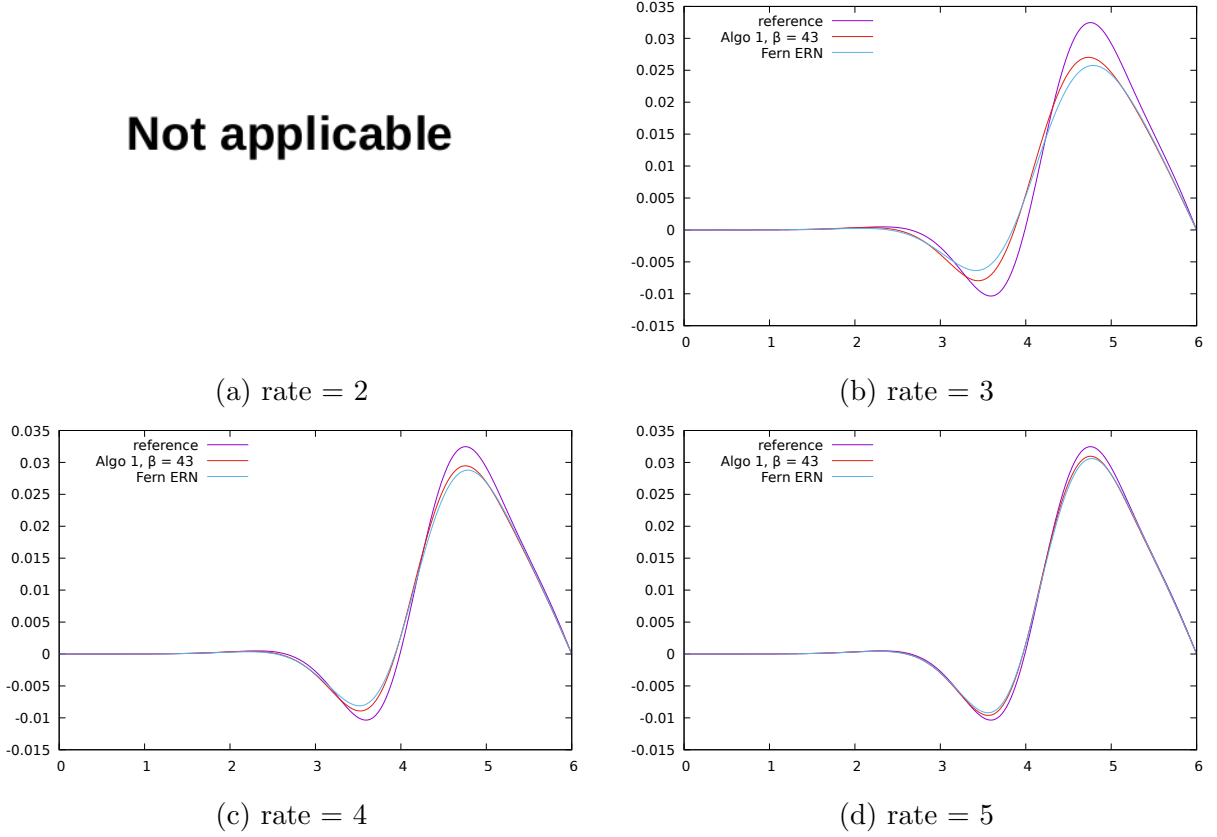 Not applicable
(a) rate = 2
0.035
0.03
0.025
0.02
0.015
0.01
0.005
0
-0.005
-0.01
-0.015
reference
Algo 1, β = 43
Fern ERN
0 1 2 3 4 5 6
(b) rate = 3
0.035
0.03
0.025
0.02
0.015
0.01
0.005
0
-0.005
-0.01
-0.015
reference
Algo 1, β = 43
Fern ERN
0 1 2 3 4 5 6
(c) rate = 4
0.035
0.03
0.025
0.02
0.015
0.01
0.005
0
-0.005
-0.01
-0.015
reference
Algo 1, β = 43
Fern ERN
0 1 2 3 4 5 6
(d) rate = 5